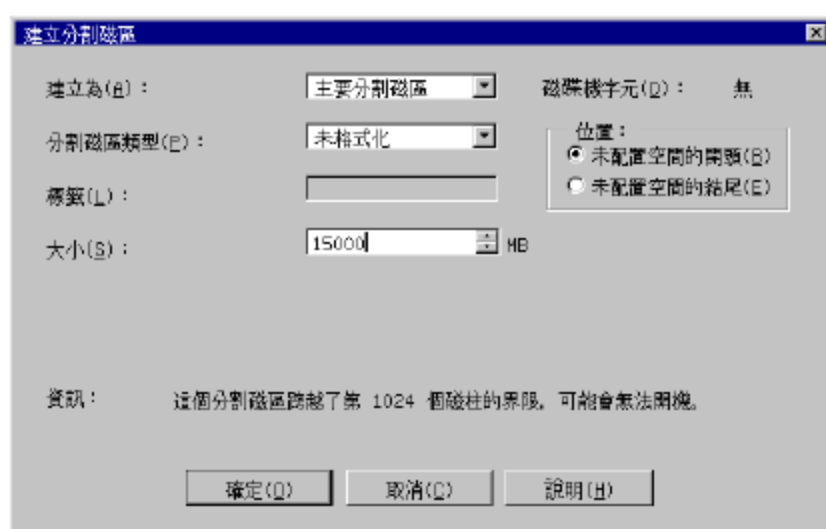 建立分割磁區
建立為(A)： 主要分割磁區 磁碟機字元(D)： 無
分割磁區類型(P)： 未格式化 位置：
未配置空間的開頭(B)
標籤(L)： 未配置空間的結尾(E)
大小(S)： 15000 MB
資訊： 這個分割磁區跨越了第 1024 個磁柱的界限。可能會無法開機。
確定(O) 取消(C) 說明(H)